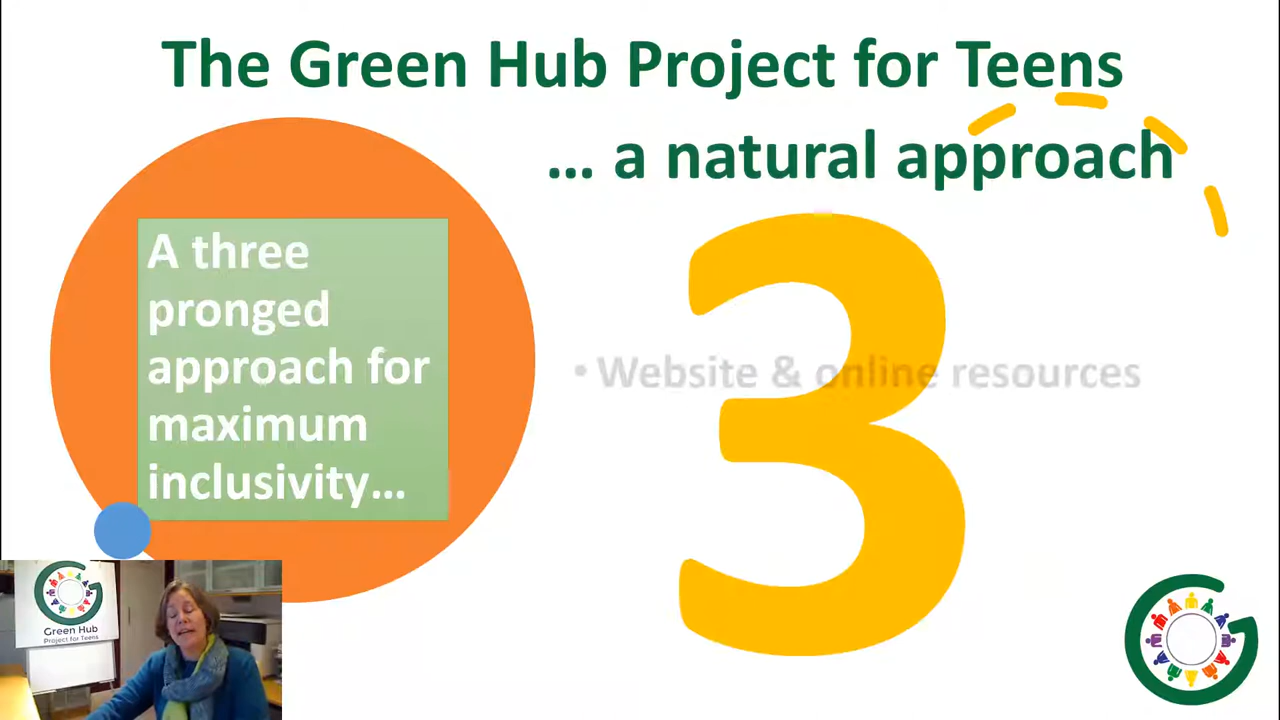 The Green Hub Project for Teens
... a natural approach
A three
pronged
approach for
maximum
inclusivity...
3
• Website & online resources
Green Hub
Project for Teens